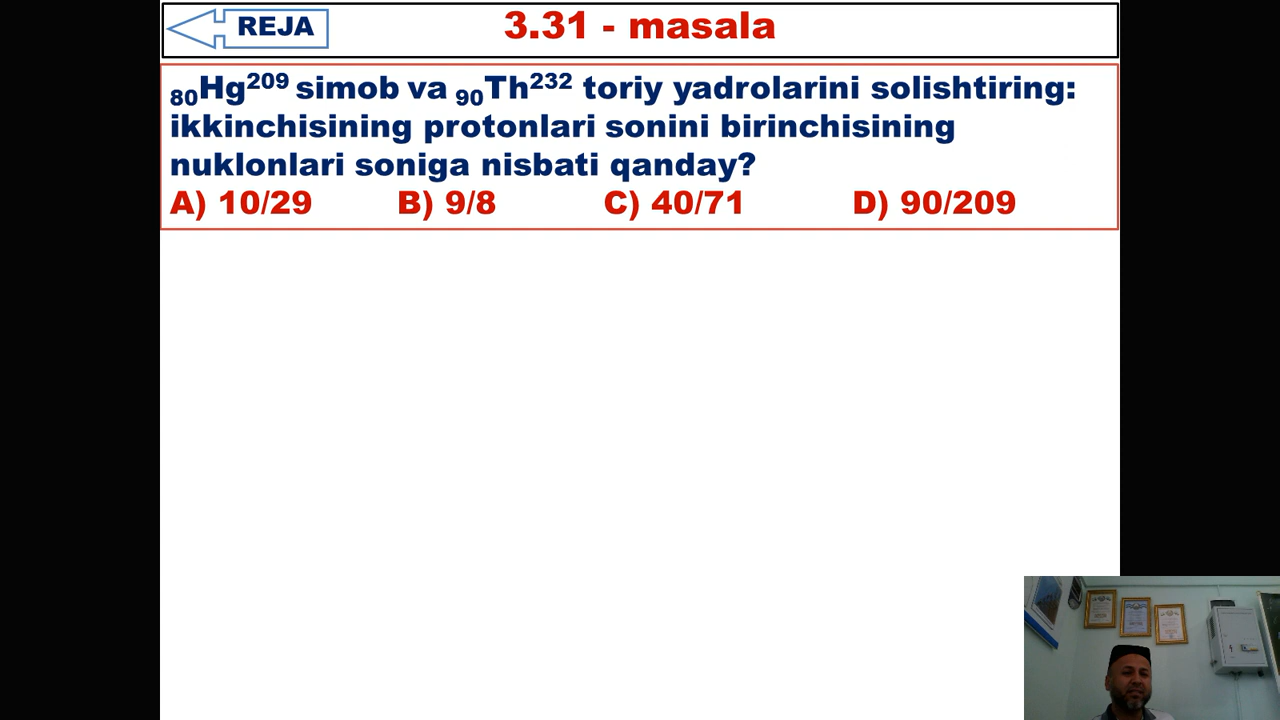 REJA
3.31 - masala
₈₀Hg²⁰⁹ simob va ₉₀Th²³² toriy yadrolarini solishtiring:
ikkinchisining protonlari sonini birinchisining
nuklonlari soniga nisbati qanday?
A) 10/29 B) 9/8 C) 40/71 D) 90/209